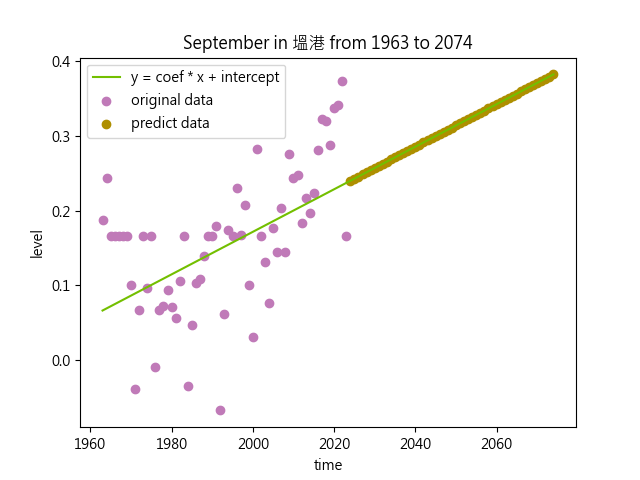 September in 塭港 from 1963 to 2074
y = coef * x + intercept
original data
predict data
level
0.4
0.3
0.2
0.1
0.0
1960 1980 2000 2020 2040 2060
time